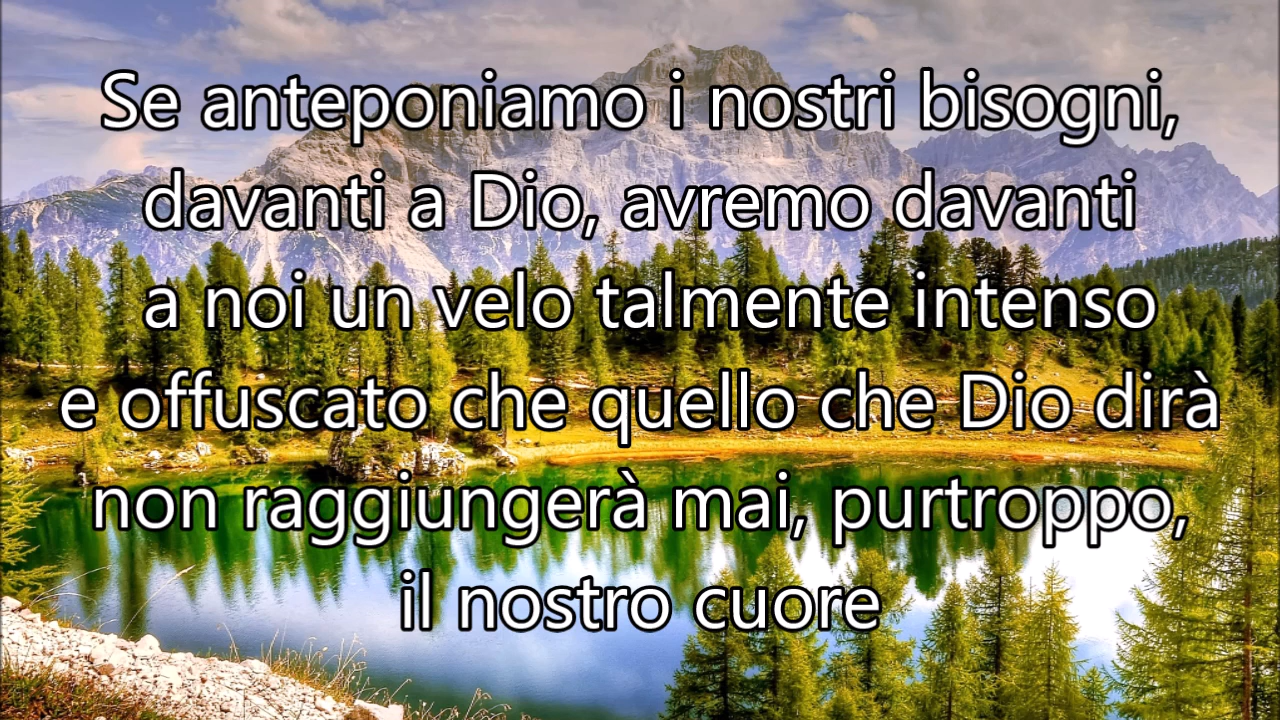 Se anteponiamo i nostri bisogni,
davanti a Dio, avremo davanti
a noi un velo talmente intenso
e offuscato che quello che Dio dirà
non raggiungerà mai, purtroppo,
il nostro cuore